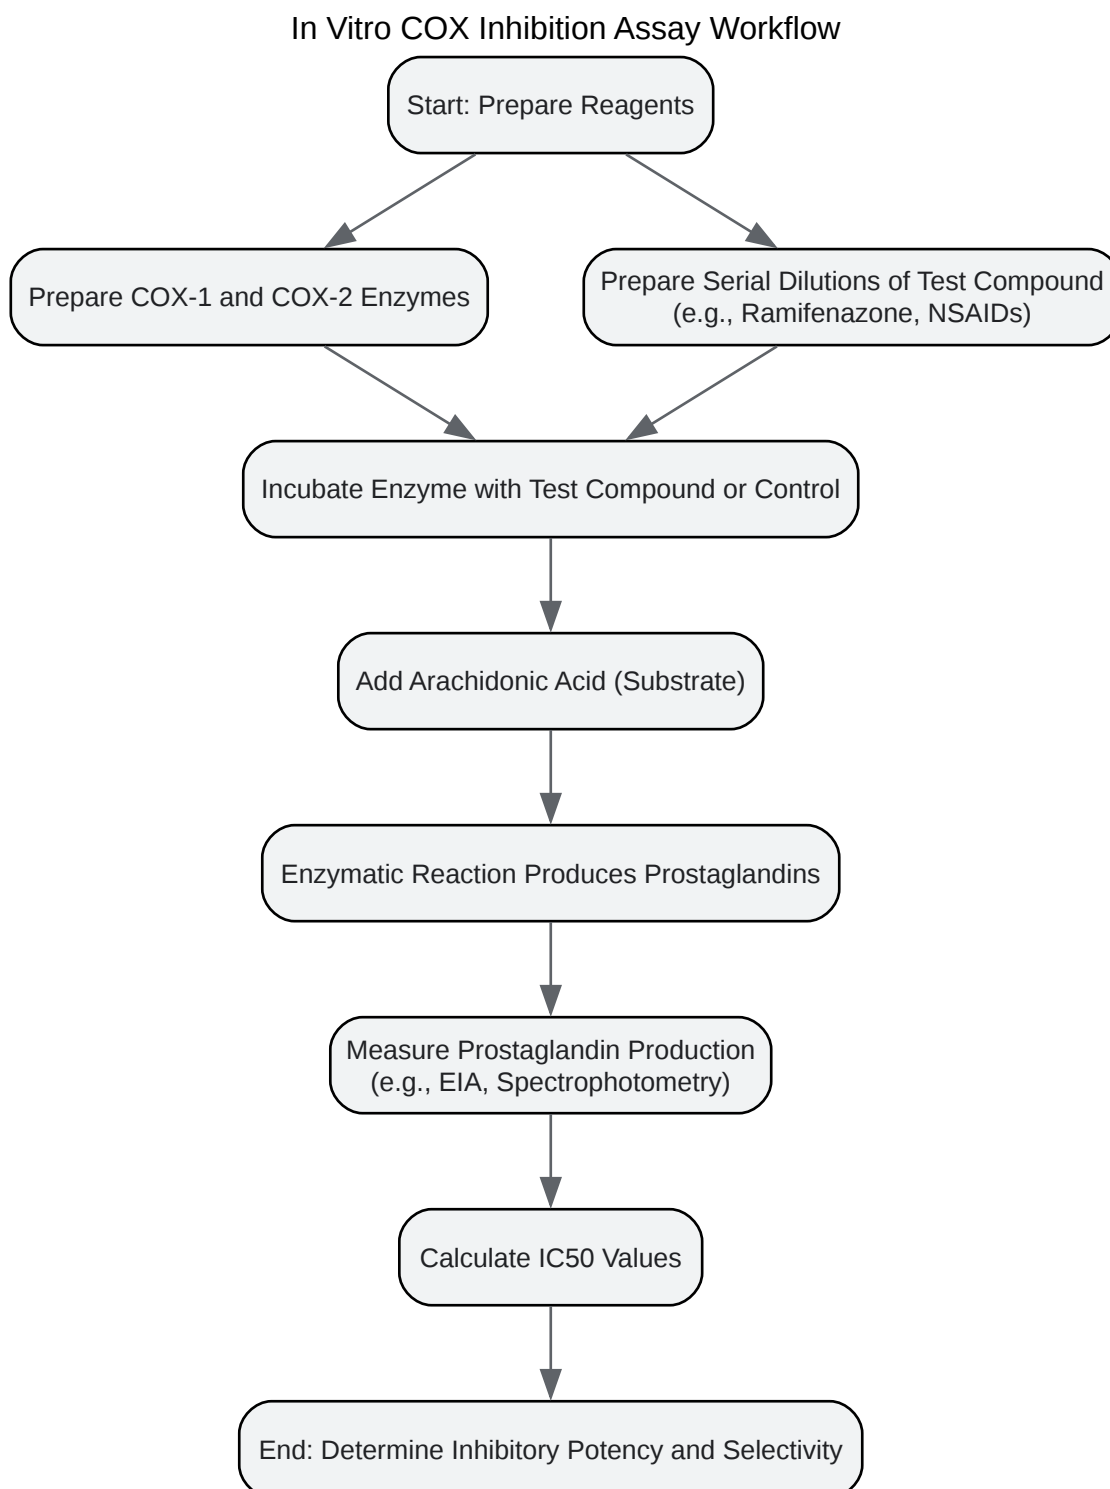 In Vitro COX Inhibition Assay Workflow
Start: Prepare Reagents
Prepare COX-1 and COX-2 Enzymes
Prepare Serial Dilutions of Test Compound
(e.g., Ramifenazone, NSAIDs)
Incubate Enzyme with Test Compound or Control
Add Arachidonic Acid (Substrate)
Enzymatic Reaction Produces Prostaglandins
Measure Prostaglandin Production
(e.g., EIA, Spectrophotometry)
Calculate IC50 Values
End: Determine Inhibitory Potency and Selectivity